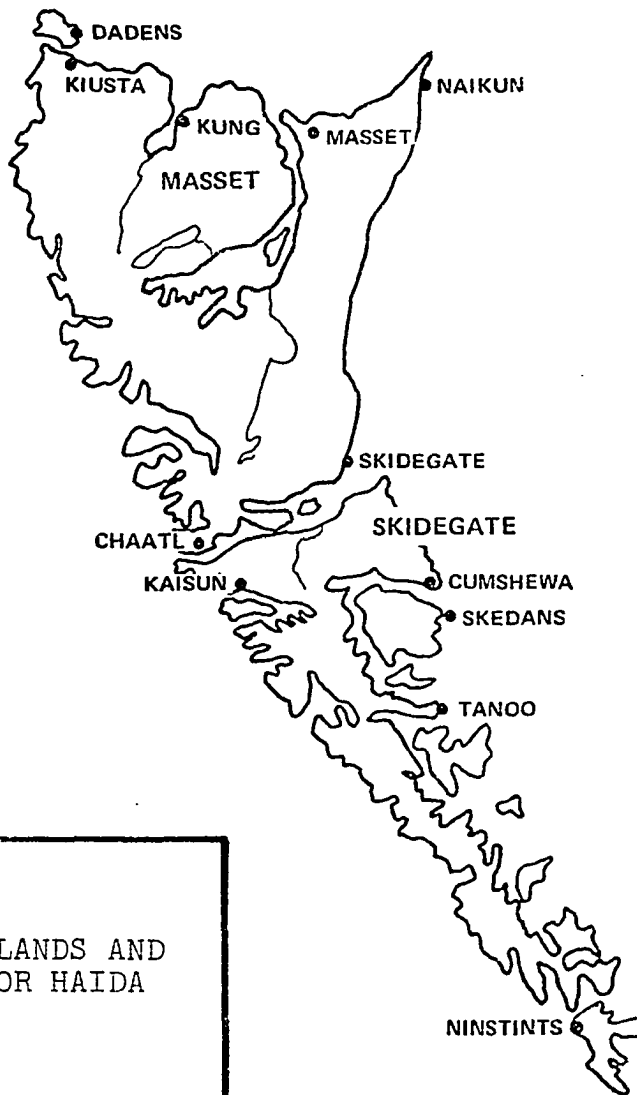 DADENS
KIUSTA
NAIKUN
KUNG
MASSET
MASSET
SKIDEGATE
SKIDEGATE
CHAATL
KAISUN
CUMSHEWA
SKEDANS
TANOO
LANDS AND
OR HAIDA
NINSTINTS